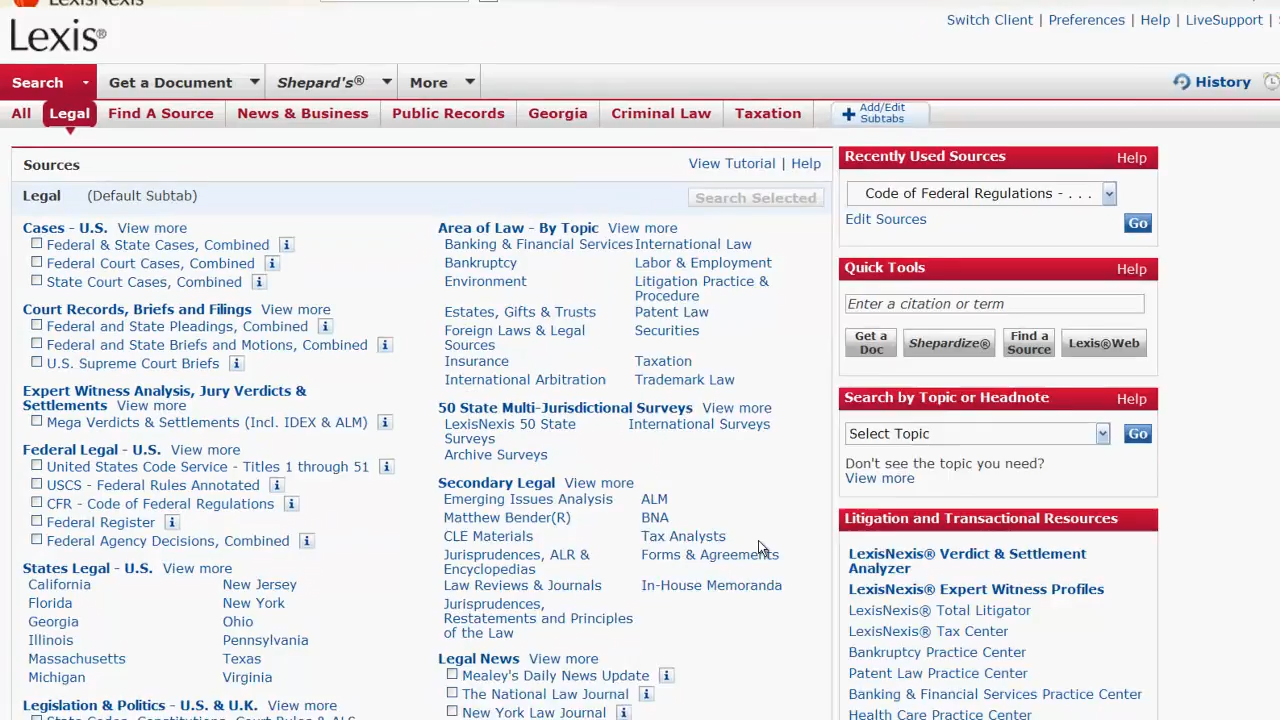 LexisNexis
Lexis®
Switch Client | Preferences | Help | LiveSupport |
Search Get a Document Shepard's® More History
All Legal Find A Source News & Business Public Records Georgia Criminal Law Taxation Add/Edit Subtabs
Sources View Tutorial | Help
Legal (Default Subtab) Search Selected
Cases - U.S. View more
Federal & State Cases, Combined
Federal Court Cases, Combined
State Court Cases, Combined
Court Records, Briefs and Filings View more
Federal and State Pleadings, Combined
Federal and State Briefs and Motions, Combined
U.S. Supreme Court Briefs
Expert Witness Analysis, Jury Verdicts &
Settlements View more
Mega Verdicts & Settlements (Incl. IDEX & ALM)
Federal Legal - U.S. View more
United States Code Service - Titles 1 through 51
USCS - Federal Rules Annotated
CFR - Code of Federal Regulations
Federal Register
Federal Agency Decisions, Combined
States Legal - U.S. View more
California New Jersey
Florida New York
Georgia Ohio
Illinois Pennsylvania
Massachusetts Texas
Michigan Virginia
Legislation & Politics - U.S. & U.K. View more
State Codes, Constitutions, Court Rules & ALS,
Area of Law - By Topic View more
Banking & Financial Services International Law
Bankruptcy Labor & Employment
Environment Litigation Practice &
Procedure
Estates, Gifts & Trusts Patent Law
Foreign Laws & Legal Securities
Sources
Insurance Taxation
International Arbitration Trademark Law
50 State Multi-Jurisdictional Surveys View more
LexisNexis 50 State International Surveys
Surveys
Archive Surveys
Secondary Legal View more
Emerging Issues Analysis ALM
Matthew Bender(R) BNA
CLE Materials Tax Analysts
Jurisprudences, ALR & Forms & Agreements
Encyclopedias
Law Reviews & Journals In-House Memoranda
Jurisprudences,
Restatements and Principles
of the Law
Legal News View more
Mealey's Daily News Update
The National Law Journal
New York Law Journal
Recently Used Sources Help
Code of Federal Regulations - . . .
Edit Sources Go
Quick Tools Help
Enter a citation or term
Get a Doc Shepardize® Find a Source Lexis®Web
Search by Topic or Headnote Help
Select Topic Go
Don't see the topic you need?
View more
Litigation and Transactional Resources
LexisNexis® Verdict & Settlement
Analyzer
LexisNexis® Expert Witness Profiles
LexisNexis® Total Litigator
LexisNexis® Tax Center
Bankruptcy Practice Center
Patent Law Practice Center
Banking & Financial Services Practice Center
Health Care Practice Center